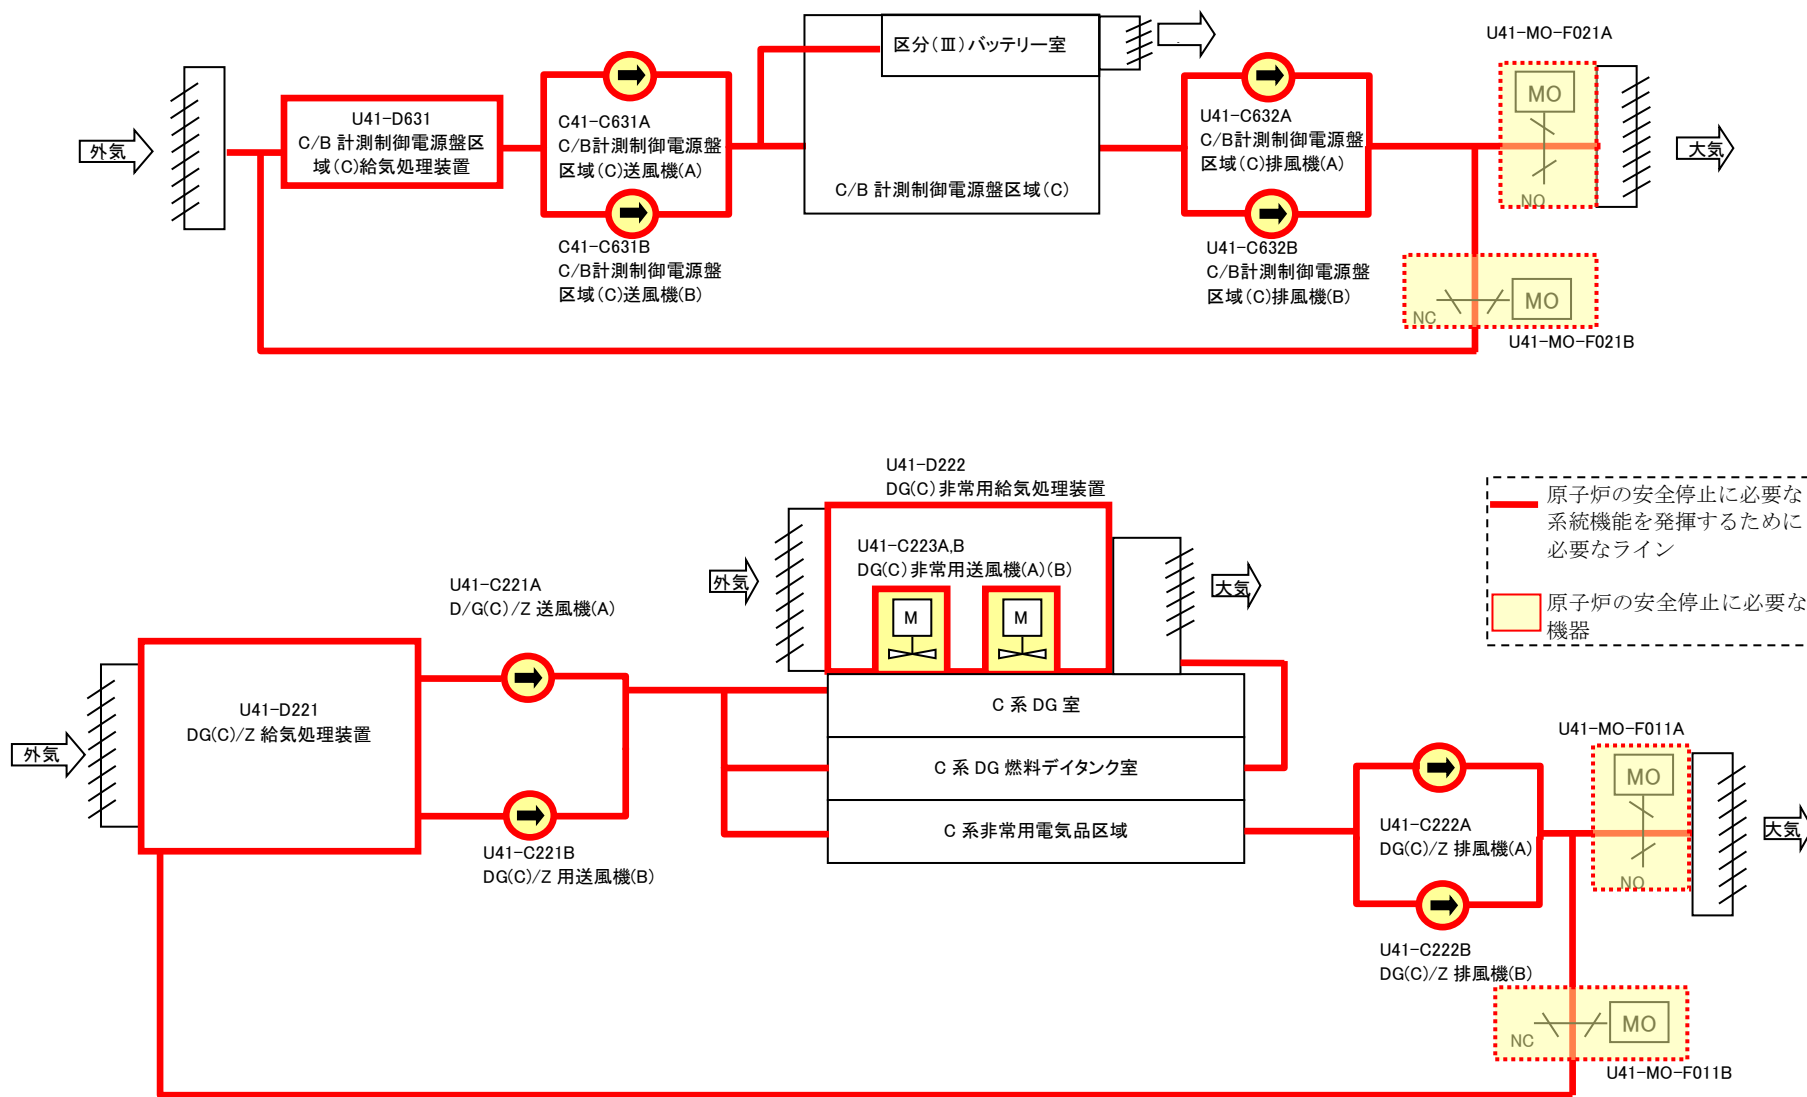 区分(Ⅲ)バッテリー室
U41-MO-F021A
MO
NO
外気
U41-D631
C/B 計測制御電源盤区
域(C)給気処理装置
C41-C631A
C/B計測制御電源盤
区域(C)送風機(A)
C/B 計測制御電源盤区域(C)
U41-C632A
C/B計測制御電源盤
区域(C)排風機(A)
大気
C41-C631B
C/B計測制御電源盤
区域(C)送風機(B)
U41-C632B
C/B計測制御電源盤
区域(C)排風機(B)
NC
MO
U41-MO-F021B
U41-D222
DG(C)非常用給気処理装置
U41-C223A,B
DG(C)非常用送風機(A)(B)
M
M
外気
大気
原子炉の安全停止に必要な
系統機能を発揮するために
必要なライン
原子炉の安全停止に必要な
機器
U41-C221A
D/G(C)/Z 送風機(A)
U41-D221
DG(C)/Z 給気処理装置
外気
C 系 DG 室
C 系 DG 燃料デイタンク室
C 系非常用電気品区域
U41-C221B
DG(C)/Z 用送風機(B)
U41-MO-F011A
MO
NO
U41-C222A
DG(C)/Z 排風機(A)
大気
U41-C222B
DG(C)/Z 排風機(B)
NC
MO
U41-MO-F011B